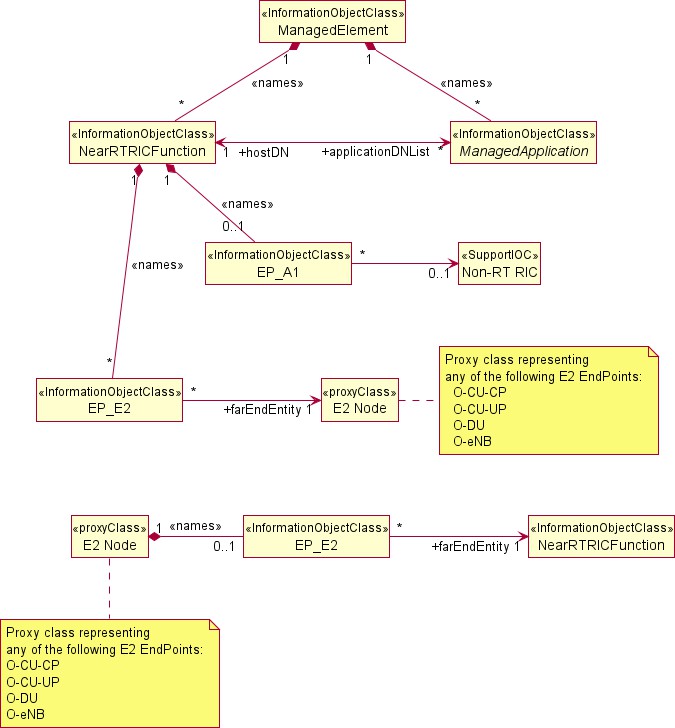 «InformationObjectClass»
ManagedElement
1
1
«names»
«names»
*
*
«InformationObjectClass»
NearRTRICFunction
1
+hostDN
+applicationDNList
*
«InformationObjectClass»
ManagedApplication
1
1
«names»
0..1
«names»
«InformationObjectClass»
EP_A1
*
0..1
«SupportIOC»
Non-RT RIC
*
«InformationObjectClass»
EP_E2
*
+farEndEntity 1
«proxyClass»
E2 Node
Proxy class representing
any of the following E2 EndPoints:
O-CU-CP
O-CU-UP
O-DU
O-eNB
«proxyClass»
E2 Node
1
«names»
0..1
«InformationObjectClass»
EP_E2
*
+farEndEntity 1
«InformationObjectClass»
NearRTRICFunction
Proxy class representing
any of the following E2 EndPoints:
O-CU-CP
O-CU-UP
O-DU
O-eNB